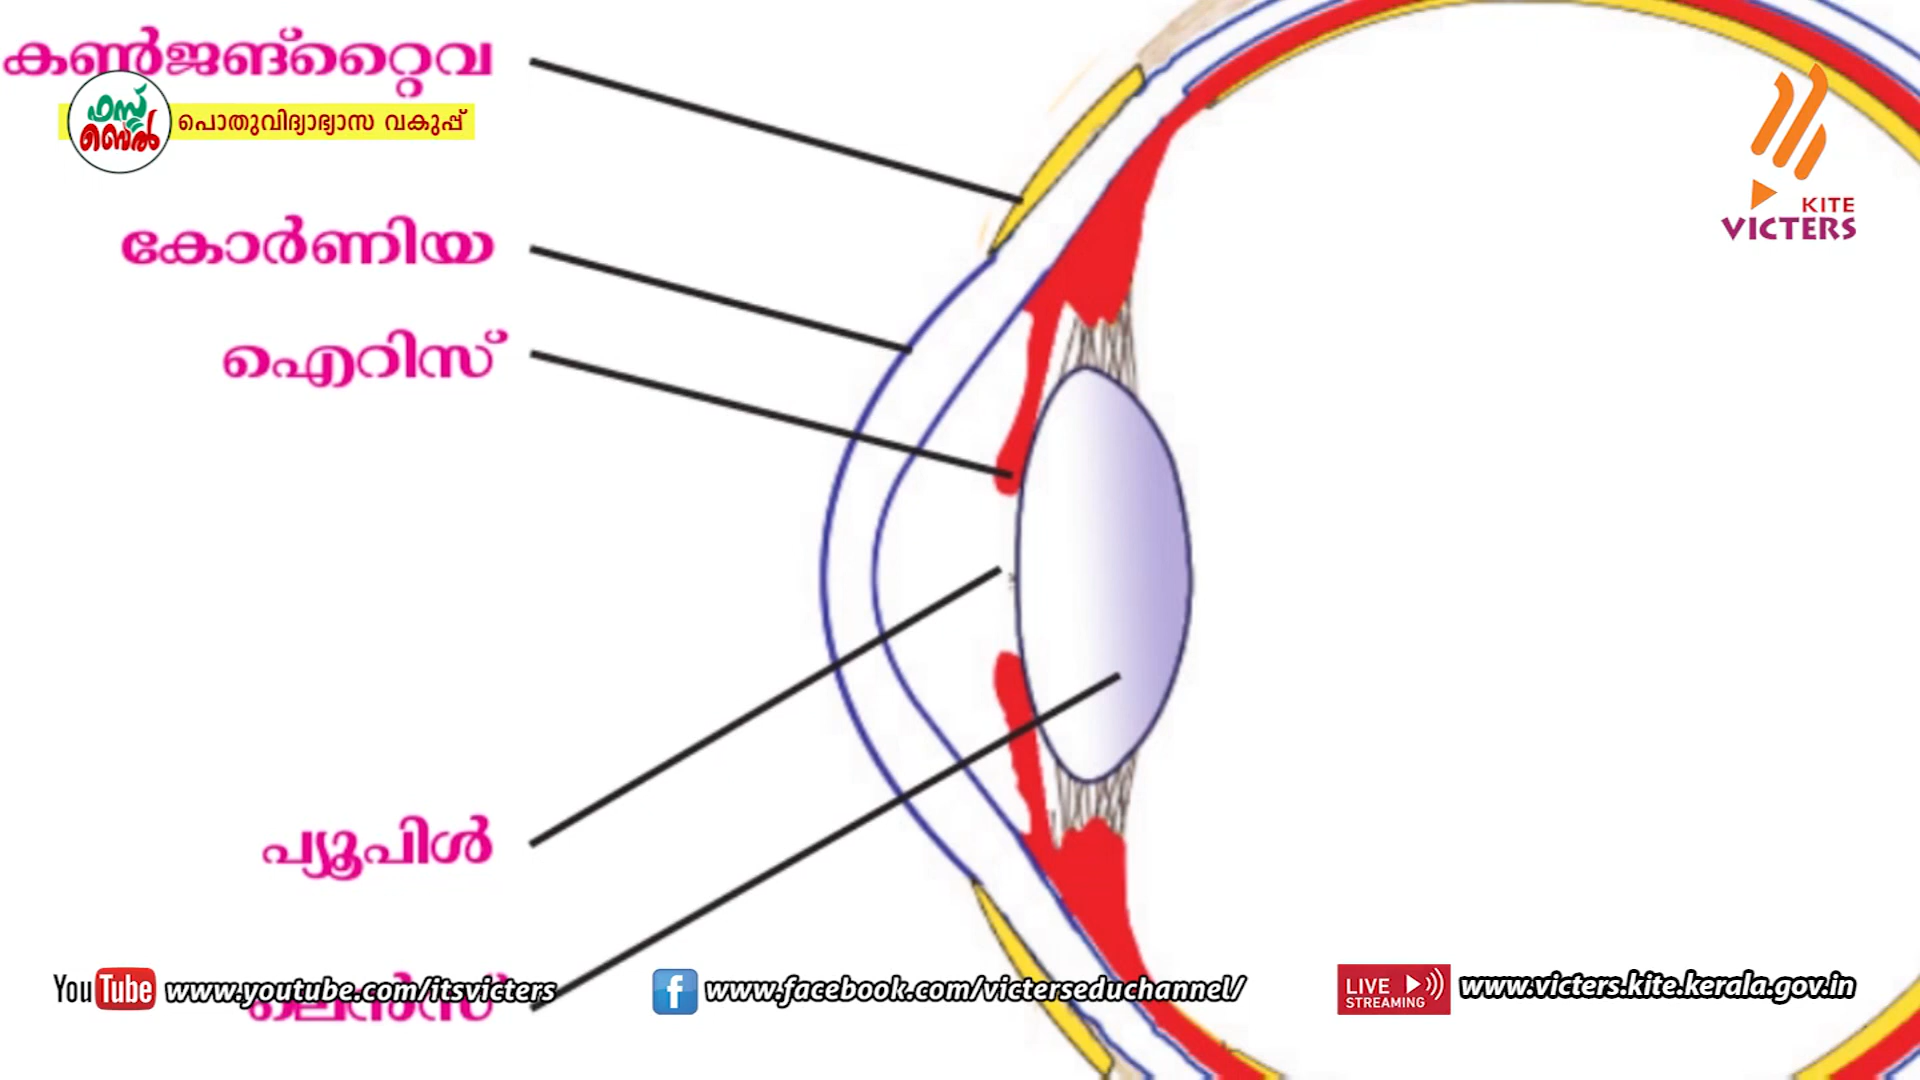 കൺജങ്റ്റൈവ
ഫസ്റ്റ്
ബെൽ
പൊതുവിദ്യാഭ്യാസ വകുപ്പ്
KITE
VICTERS
കോർണിയ
ഐറിസ്
പ്യൂപിൾ
ലെൻസ്
YouTube www.youtube.com/itsvicters
f www.facebook.com/victerseduchannel/
LIVE STREAMING www.victers.kite.kerala.gov.in